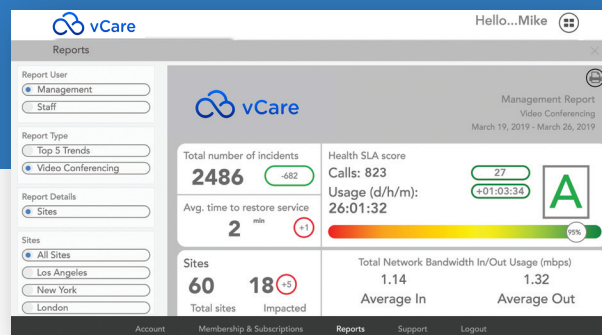 vCare
Hello...Mike
Reports
Report User
Management
Staff
Report Type
Top 5 Trends
Video Conferencing
Report Details
Sites
Sites
All Sites
Los Angeles
New York
London
vCare
Management Report
Video Conferencing
March 19, 2019 - March 26, 2019
Total number of incidents
2486
-682
Avg. time to restore service
2 min
+1
Health SLA score
Calls: 823
27
Usage (d/h/m):
+01:03:34
26:01:32
A
95%
Sites
60
18
+5
Total sites
Impacted
Total Network Bandwidth In/Out Usage (mbps)
1.14
1.32
Average In
Average Out
Account
Membership & Subscriptions
Reports
Support
Logout